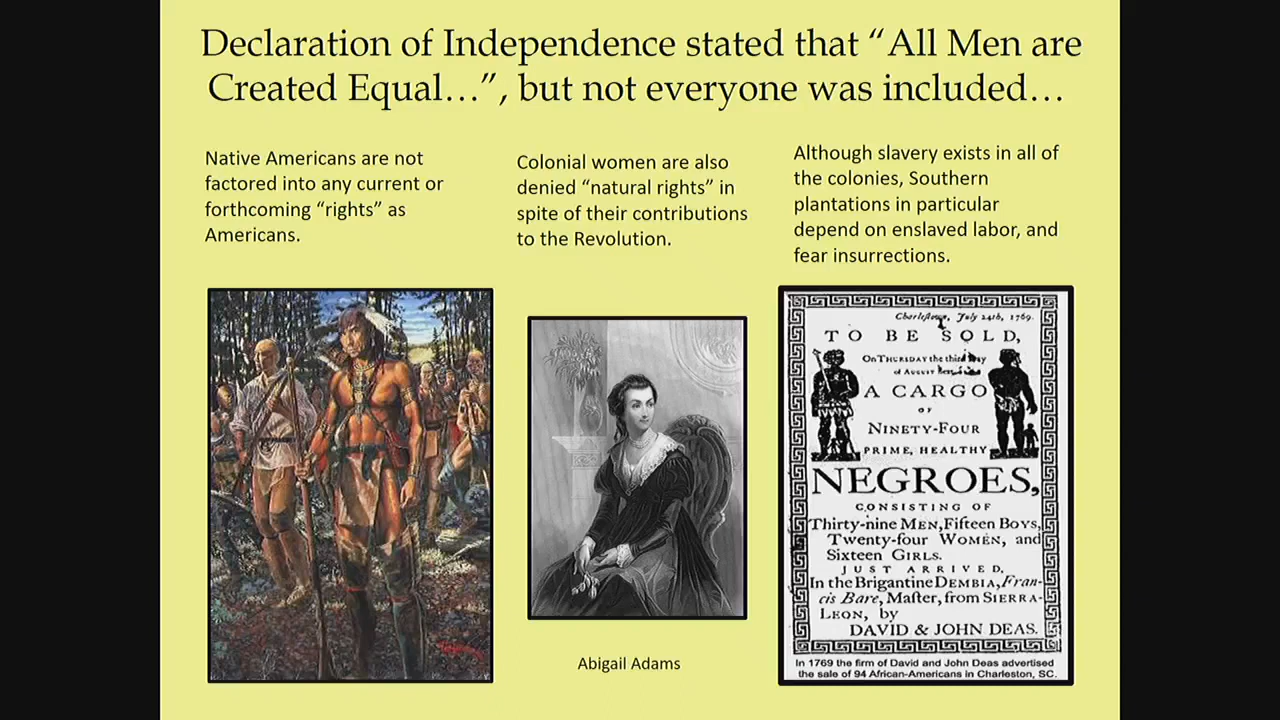 Declaration of Independence stated that “All Men are
Created Equal…”, but not everyone was included…
Native Americans are not
factored into any current or
forthcoming “rights” as
Americans.
Colonial women are also
denied “natural rights” in
spite of their contributions
to the Revolution.
Although slavery exists in all of
the colonies, Southern
plantations in particular
depend on enslaved labor, and
fear insurrections.
Abigail Adams
Charlestown, July 24th, 1769.
TO BE SOLD,
On THURSDAY the third Day
of AUGUST
A CARGO
OF
NINETY-FOUR
PRIME, HEALTHY
NEGROES,
CONSISTING OF
Thirty-nine MEN, Fifteen BOYS,
Twenty-four WOMEN, and
Sixteen GIRLS.
JUST ARRIVED,
In the Brigantine DEMBIA, Fran-
cis Bare, Master, from SIERRA-
LEON, by
DAVID & JOHN DEAS.
In 1769 the firm of David and John Deas advertised
the sale of 94 African-Americans in Charleston, SC.